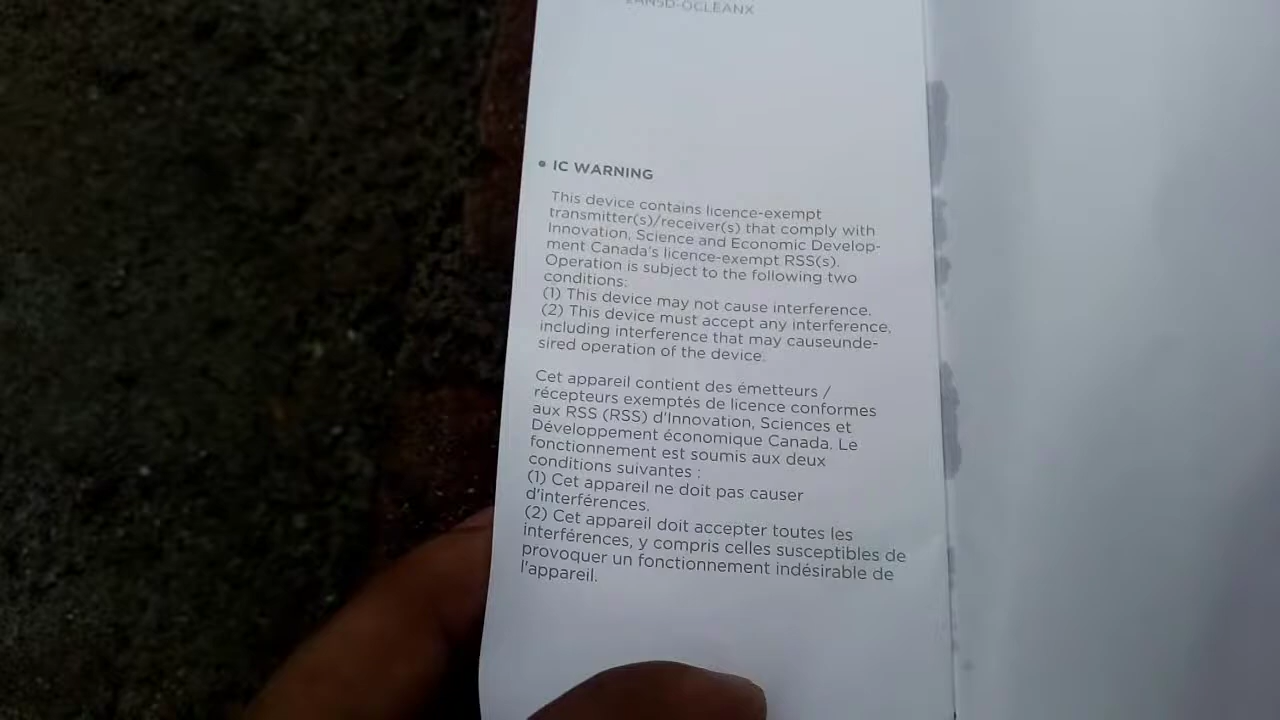 • IC WARNING
This device contains licence-exempt
transmitter(s)/receiver(s) that comply with
Innovation, Science and Economic Develop-
ment Canada's licence-exempt RSS(s).
Operation is subject to the following two
conditions:
(1) This device may not cause interference.
(2) This device must accept any interference,
including interference that may causeunde-
sired operation of the device.
Cet appareil contient des émetteurs /
récepteurs exemptés de licence conformes
aux RSS (RSS) d'Innovation, Sciences et
Développement économique Canada. Le
fonctionnement est soumis aux deux
conditions suivantes :
(1) Cet appareil ne doit pas causer
d'interférences.
(2) Cet appareil doit accepter toutes les
interférences, y compris celles susceptibles de
provoquer un fonctionnement indésirable de
l'appareil.